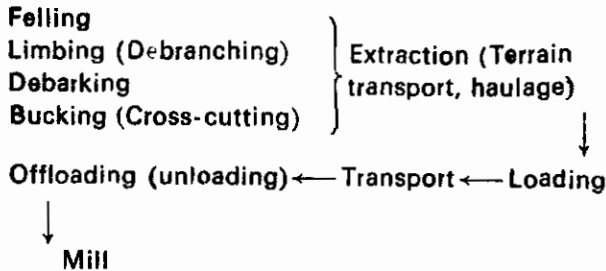 Felling
Limbing (Debranching)
Debarking
Bucking (Cross-cutting)
Extraction (Terrain
transport, haulage)
Offloading (unloading) ← Transport ← Loading
Mill